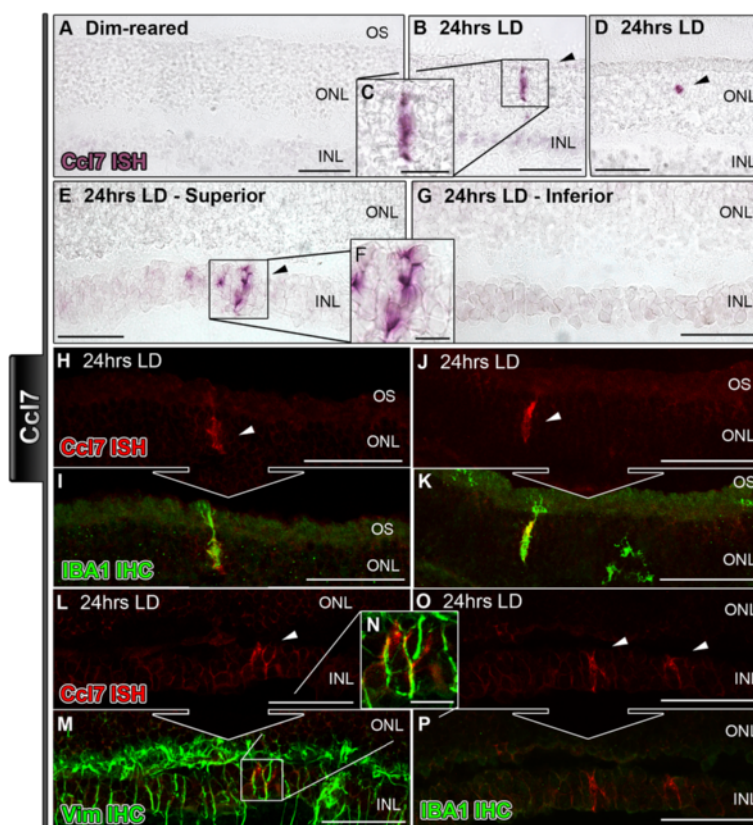 A Dim-reared
OS
ONL
INL
Ccl7 ISH
B 24hrs LD
C
D 24hrs LD
ONL
INL
E 24hrs LD - Superior
ONL
INL
F
G 24hrs LD - Inferior
ONL
INL
Ccl7
H 24hrs LD
OS
ONL
Ccl7 ISH
J 24hrs LD
OS
ONL
I
OS
ONL
IBA1 IHC
K
OS
ONL
L 24hrs LD
ONL
INL
Ccl7 ISH
N
O 24hrs LD
ONL
INL
M
ONL
INL
Vim IHC
P
ONL
INL
IBA1 IHC